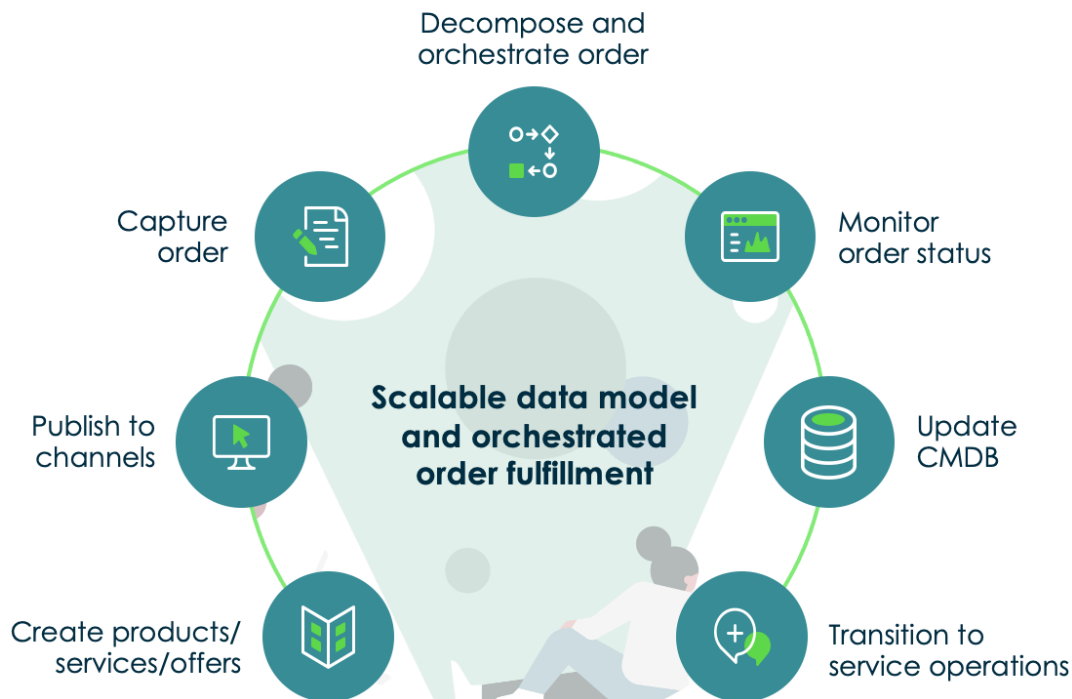 Decompose and
orchestrate order
Capture
order
Monitor
order status
Scalable data model
and orchestrated
order fulfillment
Publish to
channels
Update
CMDB
Create products/
services/offers
Transition to
service operations